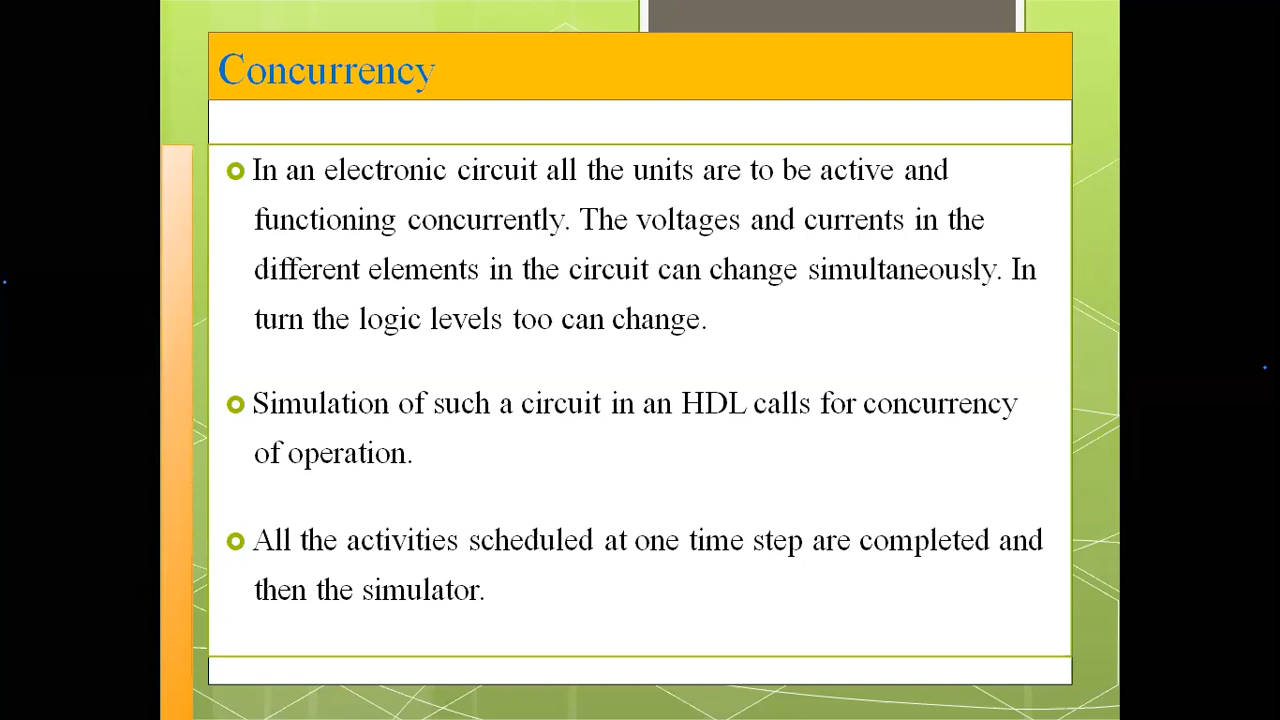 Concurrency
In an electronic circuit all the units are to be active and
functioning concurrently. The voltages and currents in the
different elements in the circuit can change simultaneously. In
turn the logic levels too can change.
Simulation of such a circuit in an HDL calls for concurrency
of operation.
All the activities scheduled at one time step are completed and
then the simulator.